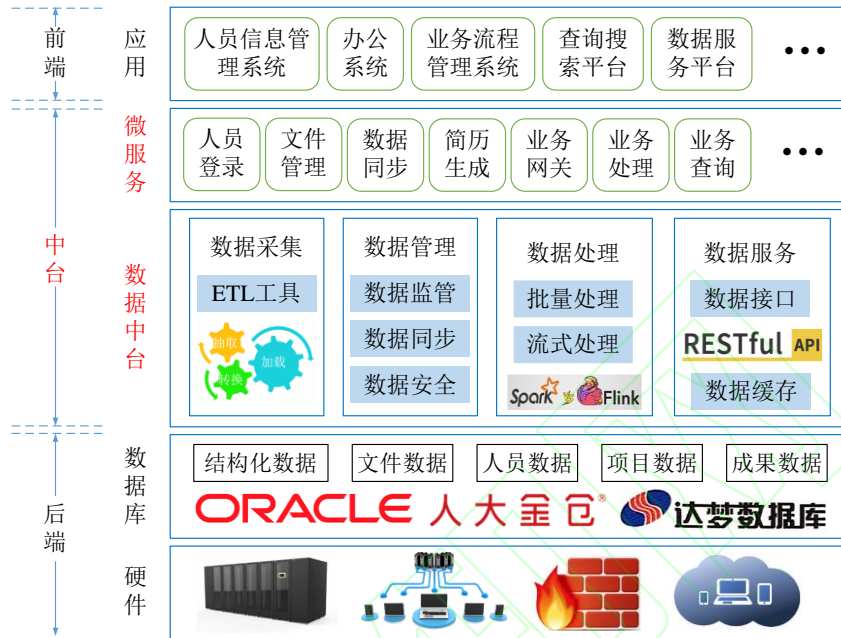 前端
应用
人员信息管
理系统
办公
系统
业务流程
管理系统
查询搜
索平台
数据服
务平台
•••
中台
微服务
人员
登录
文件
管理
数据
同步
简历
生成
业务
网关
业务
处理
业务
查询
•••
数据中台
数据采集
ETL工具
抽取
转换
加载
数据管理
数据监管
数据同步
数据安全
数据处理
批量处理
流式处理
Spark
Flink
数据服务
数据接口
RESTful API
数据缓存
后端
数据库
结构化数据
文件数据
人员数据
项目数据
成果数据
ORACLE
人大金仓®
达梦数据库
硬件